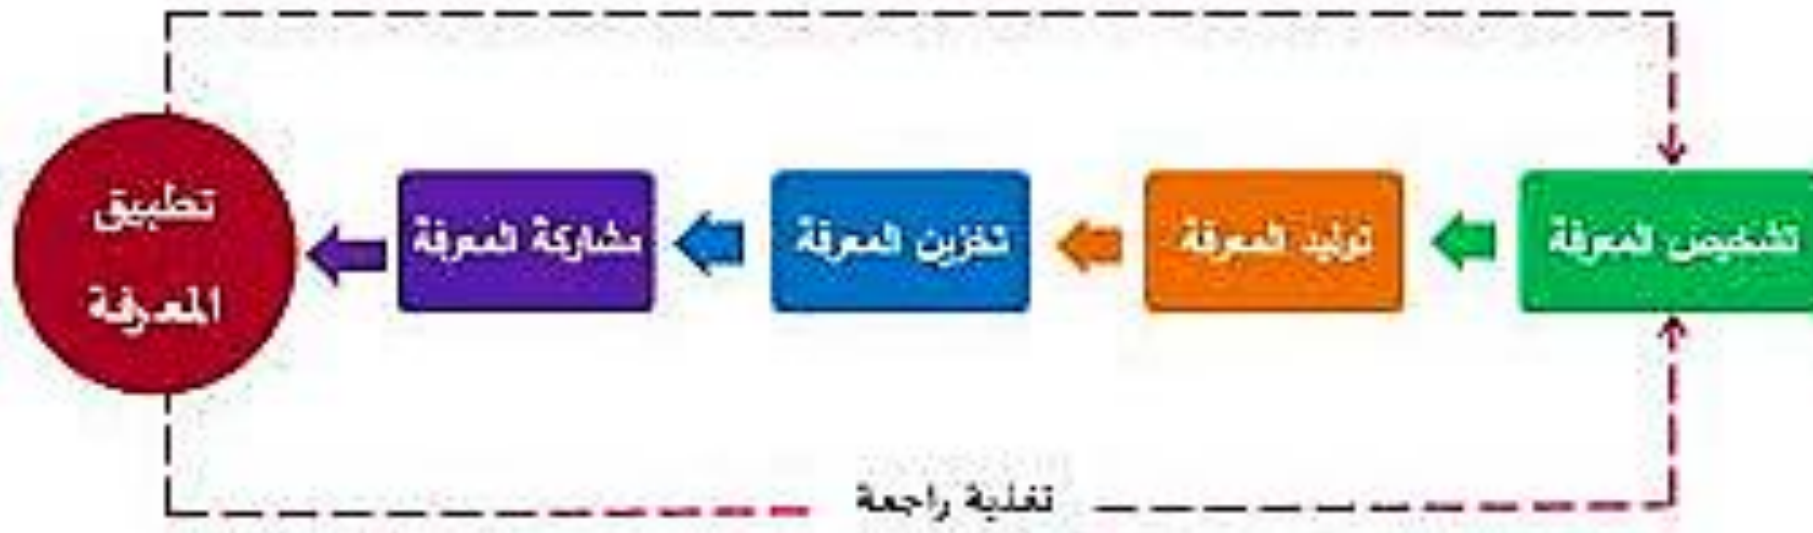 تشخيص المعرفة
توليد المعرفة
تخزين المعرفة
مشاركة المعرفة
تطبيق
المعرفة
تغذية راجعة